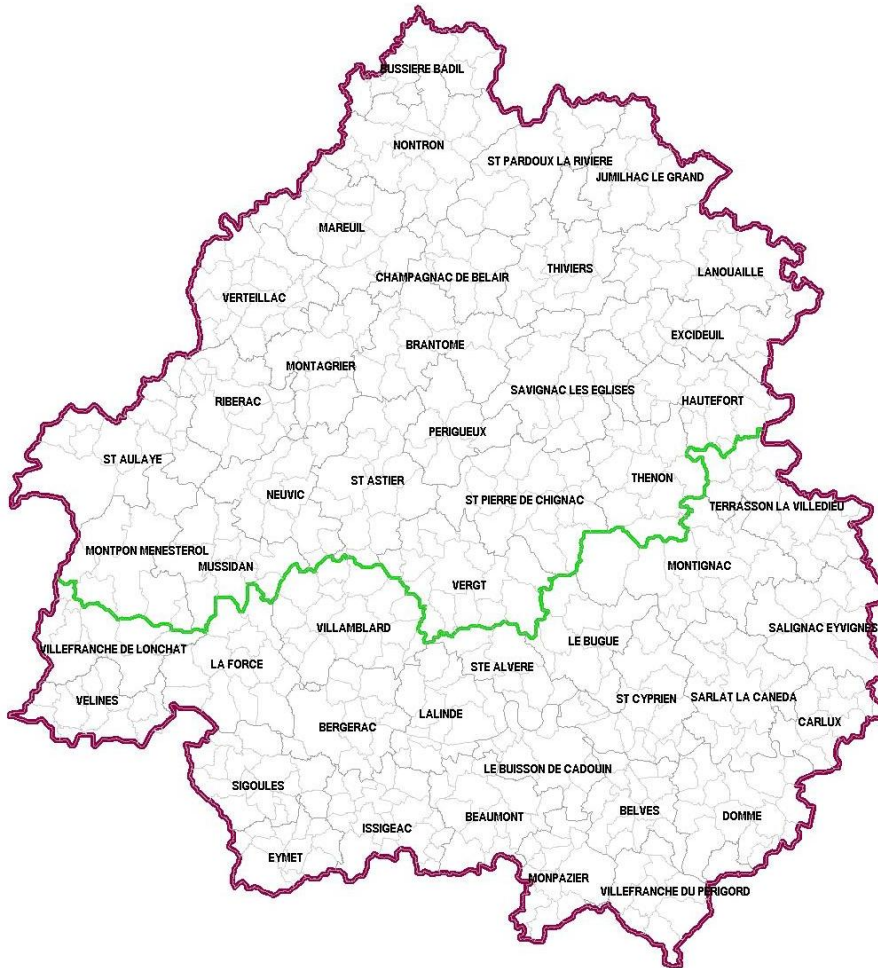 BUSSIERE BADIL
NONTRON
ST PARDOUX LA RIVIERE
JUMILHAC LE GRAND
MAREUIL
CHAMPAGNAC DE BELAIR
THIVIERS
LANOUAILLE
VERTEILLAC
EXCIDEUIL
BRANTOME
MONTAGRIER
SAVIGNAC LES EGLISES
RIBERAC
HAUTEFORT
PERIGUEUX
ST AULAYE
ST ASTIER
THENON
NEUVIC
ST PIERRE DE CHIGNAC
TERRASSON LA VILLEDIEU
MONTPON MENESTEROL
MUSSIDAN
MONTIGNAC
VERGT
VILLAMBLARD
SALIGNAC EYVIGNES
LE BUGUE
VILLEFRANCHE DE LONCHAT
LA FORCE
STE ALVERE
VELINES
ST CYPRIEN
SARLAT LA CANEDA
LALINDE
CARLUX
BERGERAC
LE BUISSON DE CADOUIN
SIGOULES
BELVES
BEAUMONT
DOMME
ISSIGEAC
EYMET
MONPAZIER
VILLEFRANCHE DU PERIGORD